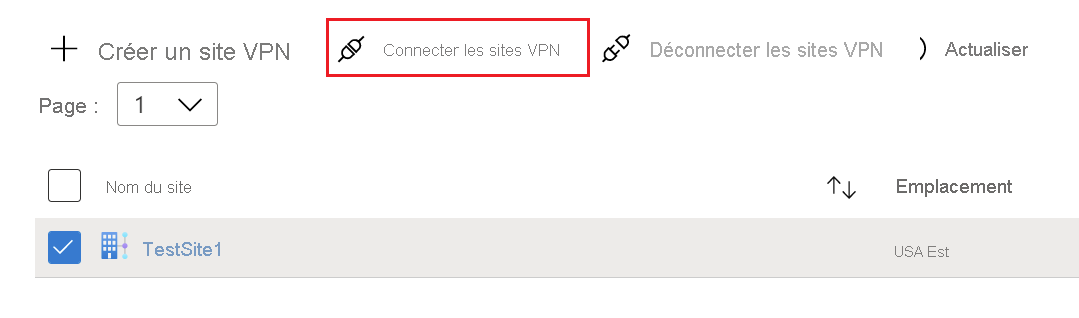 Créer un site VPN Connecter les sites VPN Déconnecter les sites VPN Actualiser
Page : 1
Nom du site Emplacement
TestSite1 USA Est